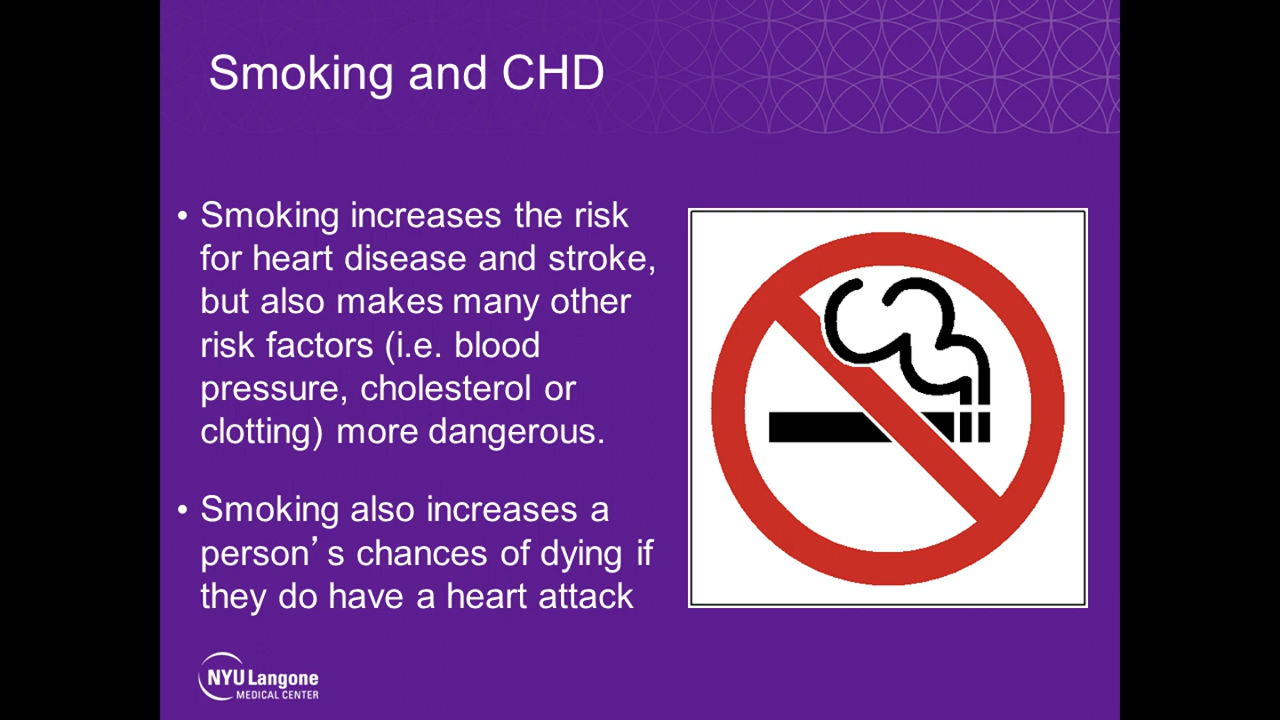 Smoking and CHD
• Smoking increases the risk
for heart disease and stroke,
but also makes many other
risk factors (i.e. blood
pressure, cholesterol or
clotting) more dangerous.
• Smoking also increases a
person’s chances of dying if
they do have a heart attack
NYU Langone
MEDICAL CENTER